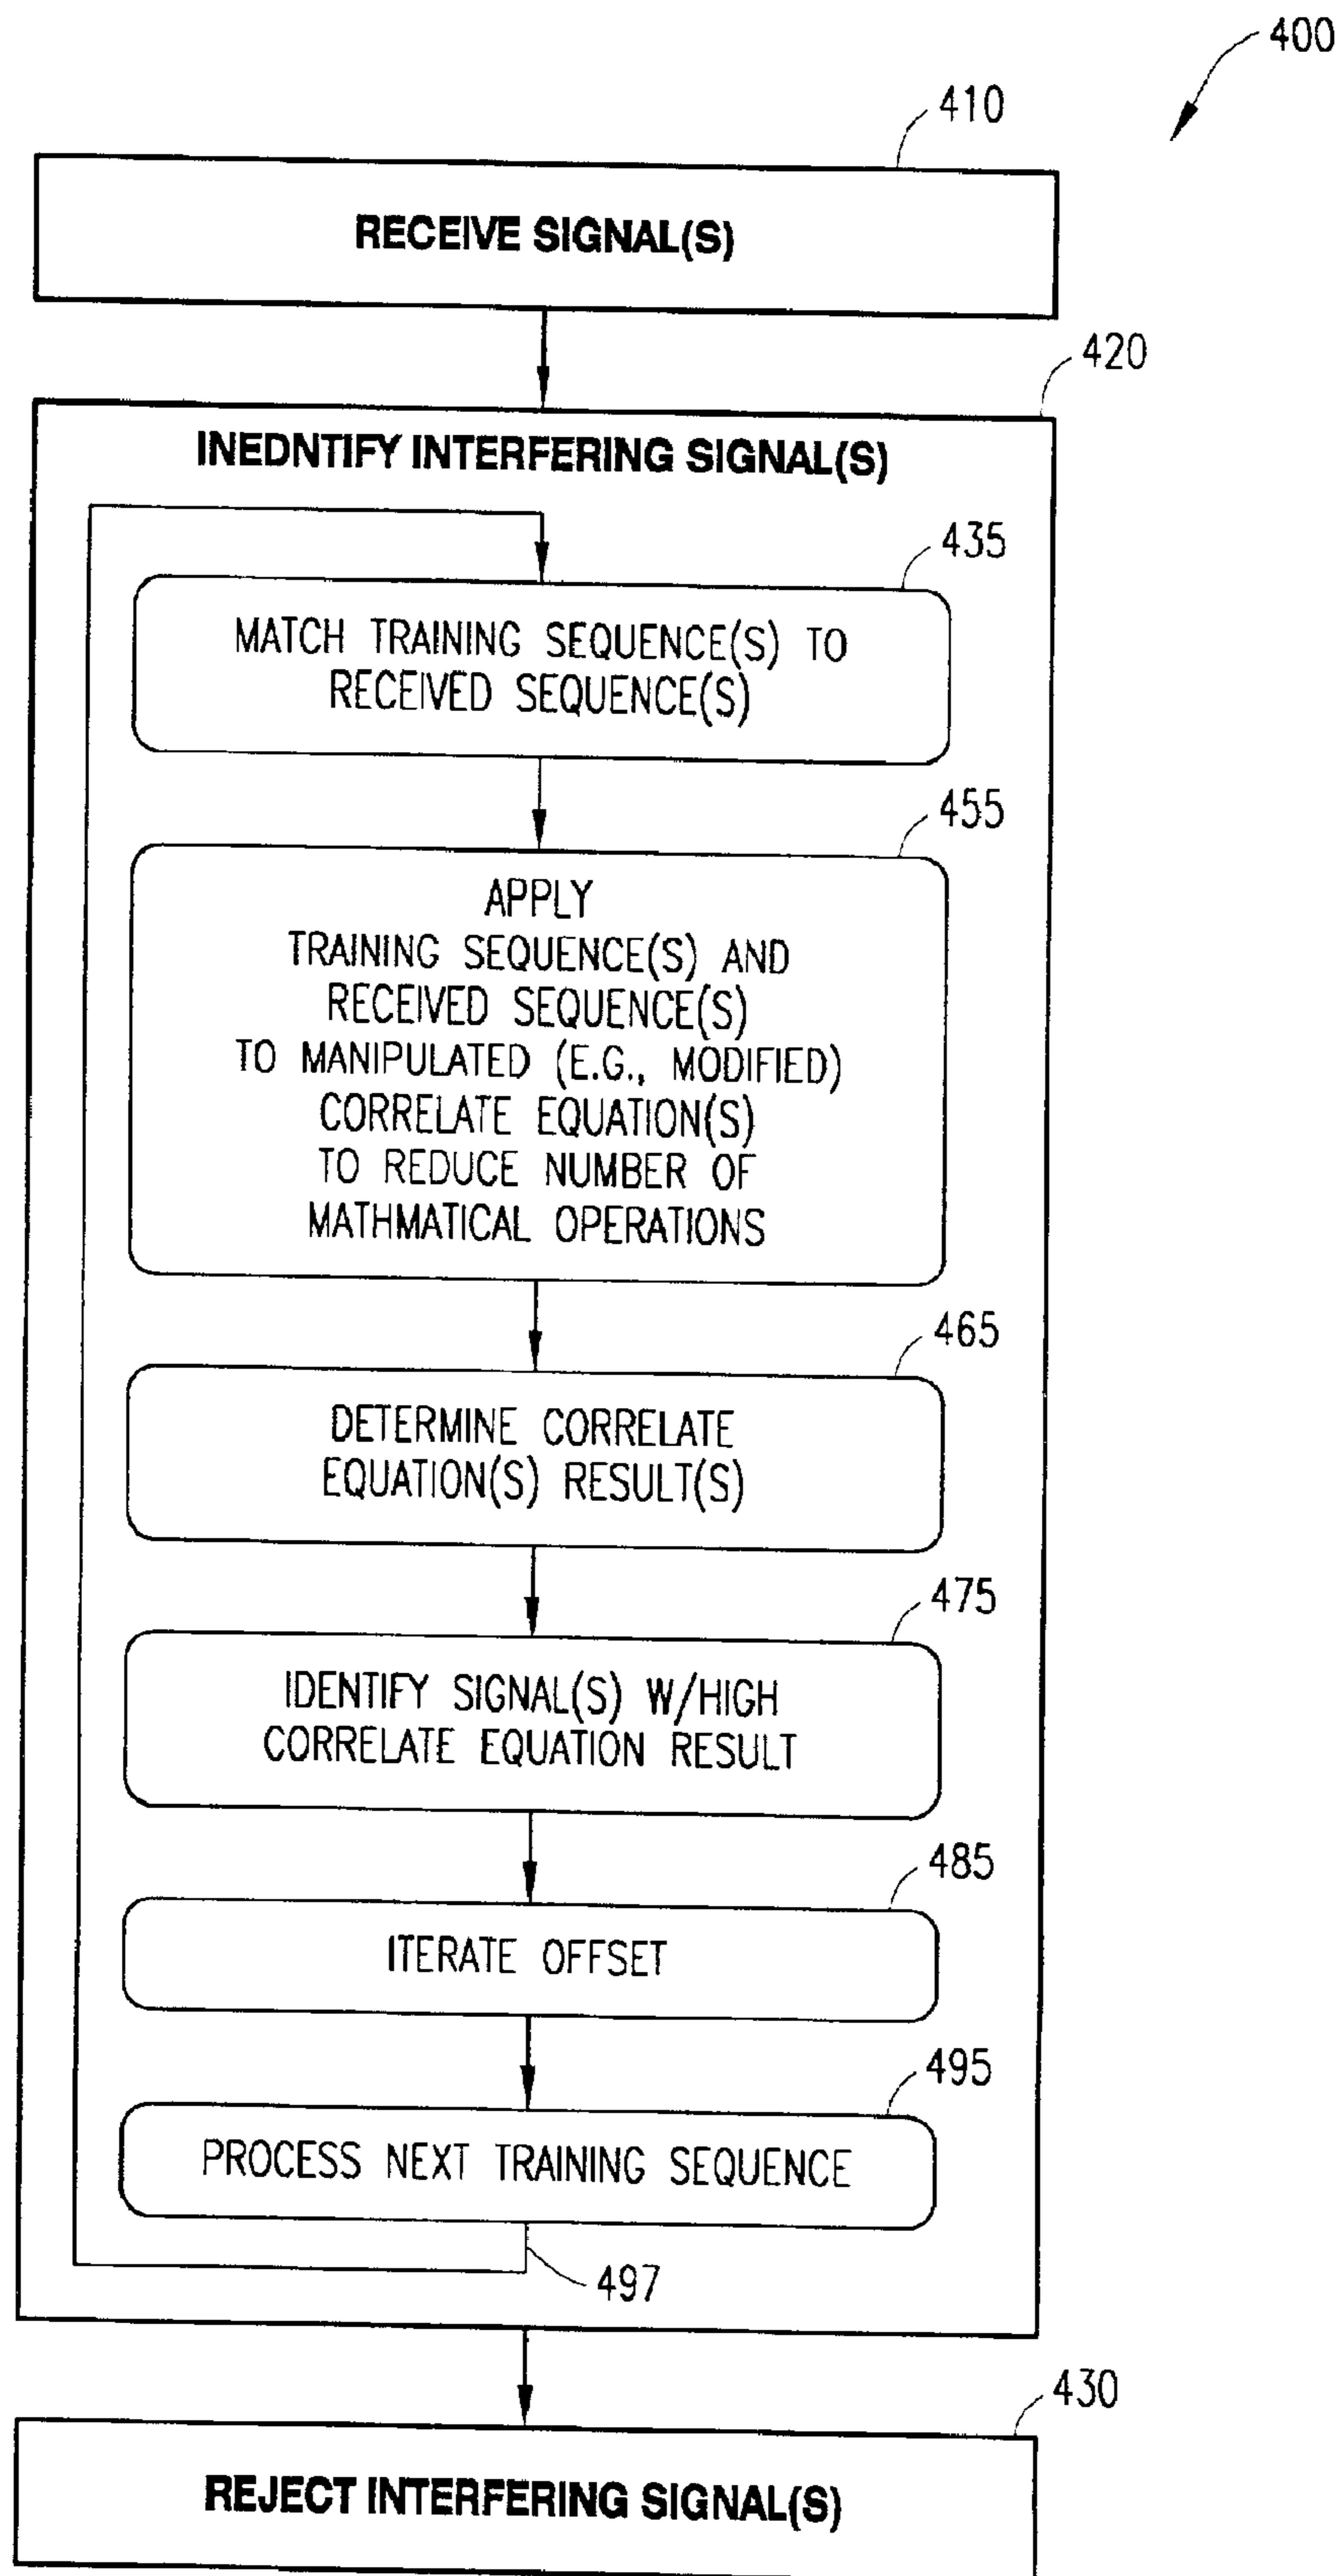 400
410
RECEIVE SIGNAL(S)
420
INEDNTIFY INTERFERING SIGNAL(S)
435
MATCH TRAINING SEQUENCE(S) TO
RECEIVED SEQUENCE(S)
455
APPLY
TRAINING SEQUENCE(S) AND
RECEIVED SEQUENCE(S)
TO MANIPULATED (E.G., MODIFIED)
CORRELATE EQUATION(S)
TO REDUCE NUMBER OF
MATHMATICAL OPERATIONS
465
DETERMINE CORRELATE
EQUATION(S) RESULT(S)
475
IDENTIFY SIGNAL(S) W/HIGH
CORRELATE EQUATION RESULT
485
ITERATE OFFSET
495
PROCESS NEXT TRAINING SEQUENCE
497
430
REJECT INTERFERING SIGNAL(S)